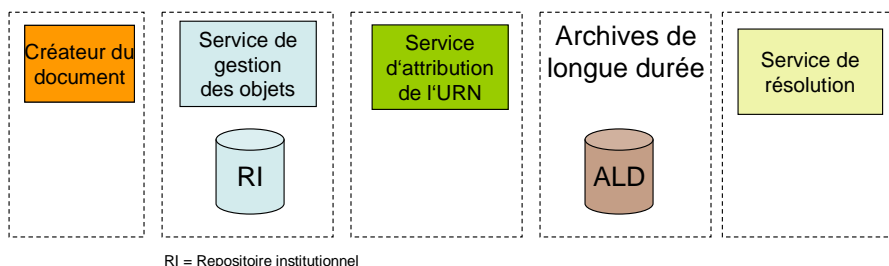 Créateur du
document
Service de
gestion
des objets
RI
Service
d'attribution
de l'URN
Archives de
longue durée
ALD
Service de
résolution
RI = Repositoire institutionnel